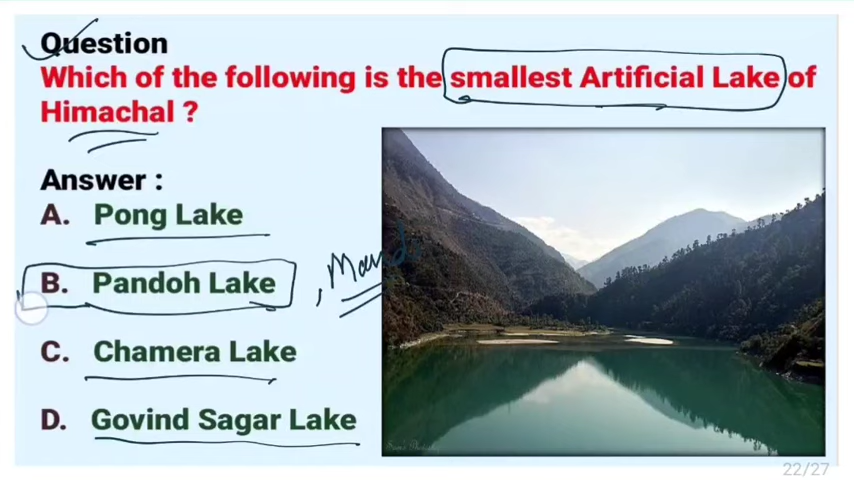 Question
Which of the following is the smallest Artificial Lake of
Himachal ?
Answer :
A. Pong Lake
B. Pandoh Lake
, Mandi
C. Chamera Lake
D. Govind Sagar Lake
22/27